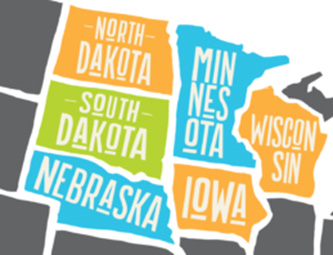 – NORTH –
DAKOTA
– SOUTH –
DAKOTA
NEBRASKA
MIN
NES
OTA
IOWA
WISCON
SIN